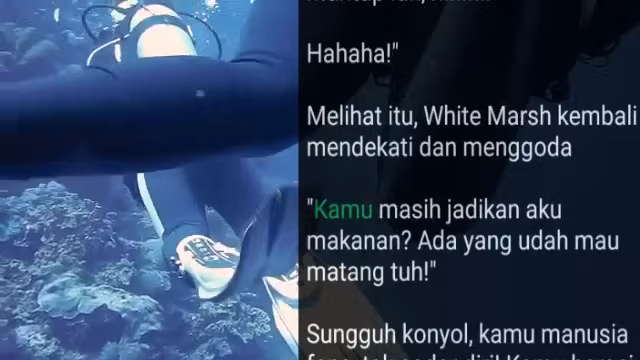 Hahaha!"
Melihat itu, White Marsh kembali
mendekati dan menggoda
"Kamu masih jadikan aku
makanan? Ada yang udah mau
matang tuh!"
Sungguh konyol, kamu manusia